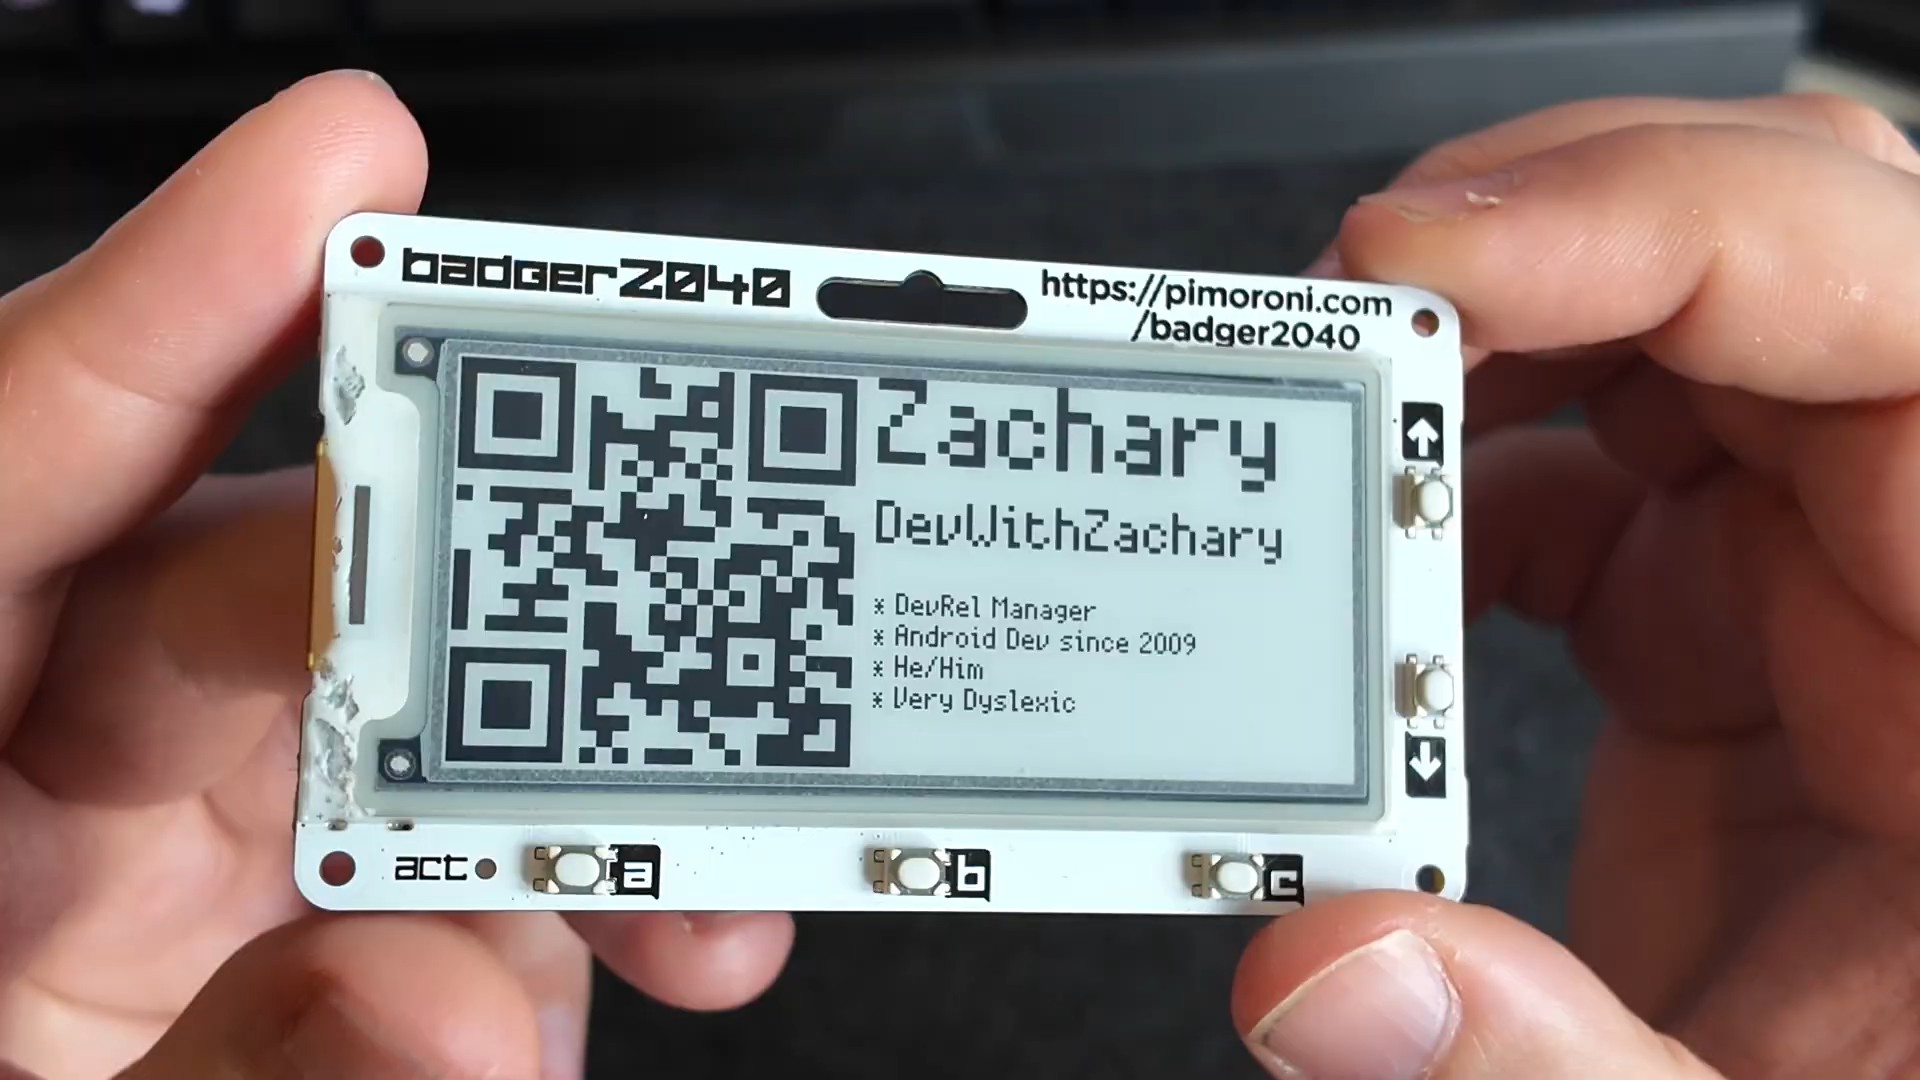 badger2040
https://pimoroni.com
/badger2040
Zachary
DevWithZachary
* DevRel Manager
* Android Dev since 2009
* He/Him
* Very Dyslexic
act
a
b
c